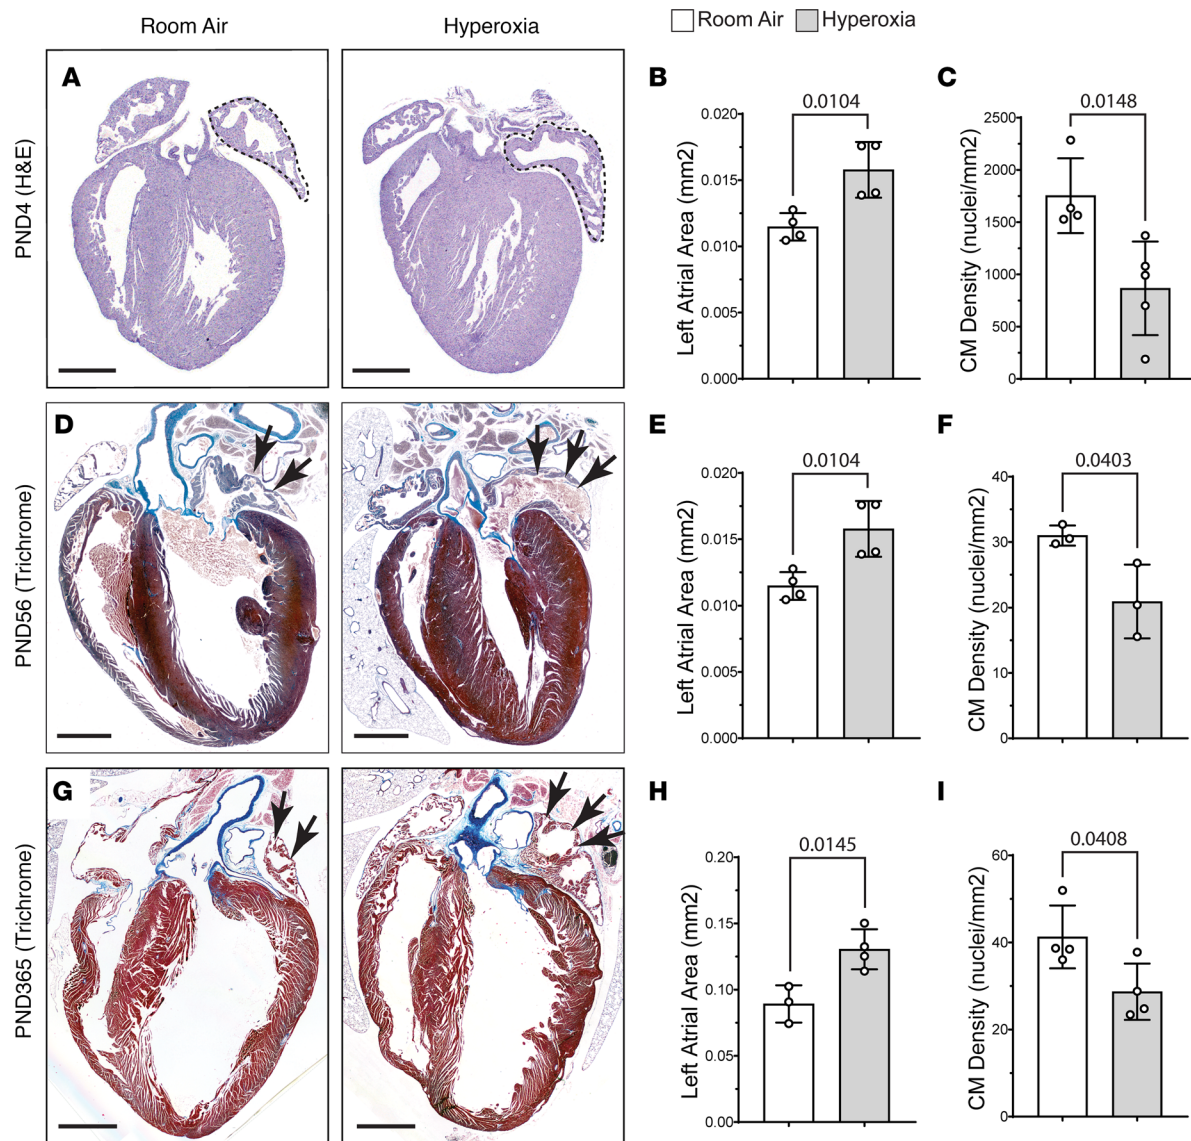 Room Air
Hyperoxia
Room Air
Hyperoxia
PND4 (H&E)
A
B
0.0104
Left Atrial Area (mm2)
0.020
0.015
0.010
0.005
0.000
C
0.0148
CM Density (nuclei/mm2)
2500
2000
1500
1000
500
0
PND56 (Trichrome)
D
E
0.0104
Left Atrial Area (mm2)
0.020
0.015
0.010
0.005
0.000
F
0.0403
CM Density (nuclei/mm2)
40
30
20
10
0
PND365 (Trichrome)
G
H
0.0145
Left Atrial Area (mm2)
0.20
0.15
0.10
0.05
0.00
I
0.0408
CM Density (nuclei/mm2)
60
40
20
0